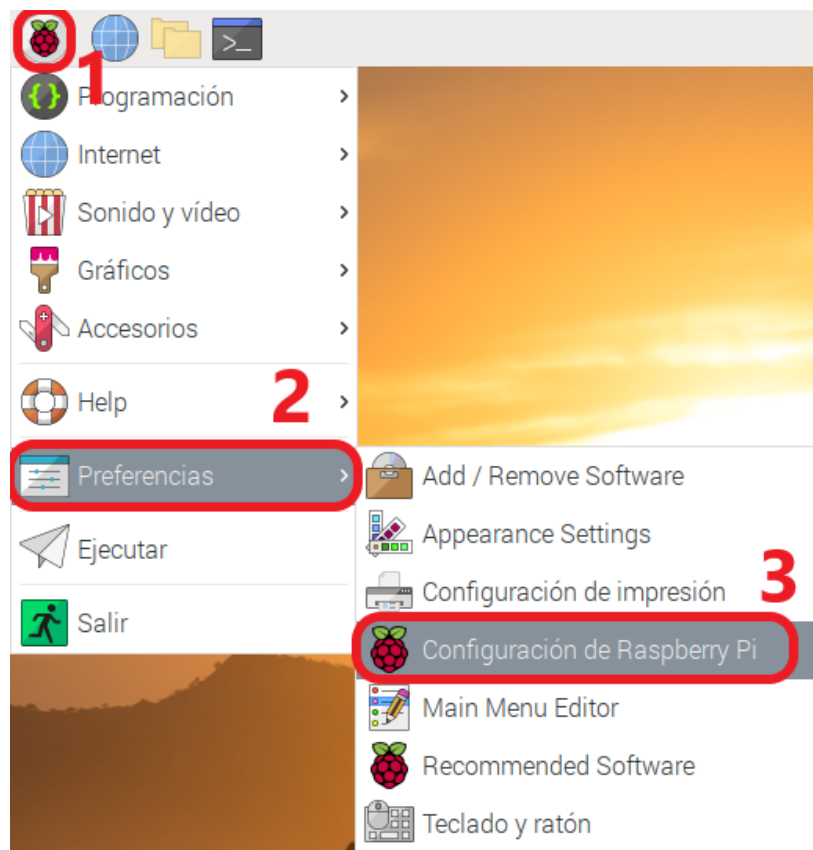 >_
1
Programación
Internet
Sonido y vídeo
Gráficos
Accesorios
Help
2
Preferencias
Ejecutar
Salir
Add / Remove Software
Appearance Settings
Configuración de impresión
3
Configuración de Raspberry Pi
Main Menu Editor
Recommended Software
Teclado y ratón